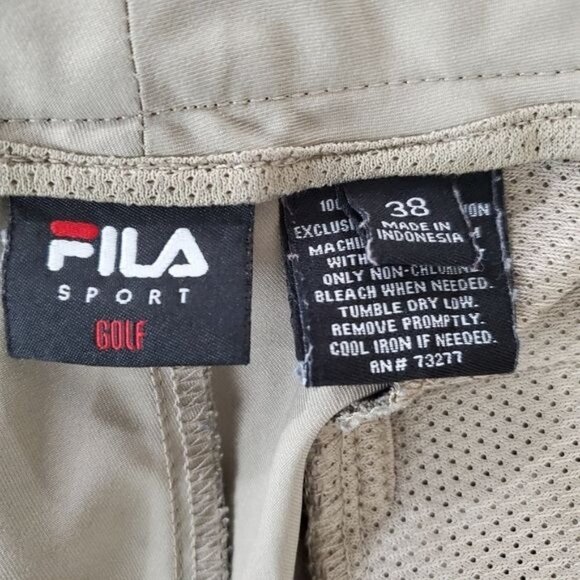 FILA
SPORT
GOLF
38
MADE IN
INDONESIA
MACHI
WITH
ONLY NON-CHLORINE
BLEACH WHEN NEEDED.
TUMBLE DRY LOW.
REMOVE PROMPTLY.
COOL IRON IF NEEDED.
RN# 73277